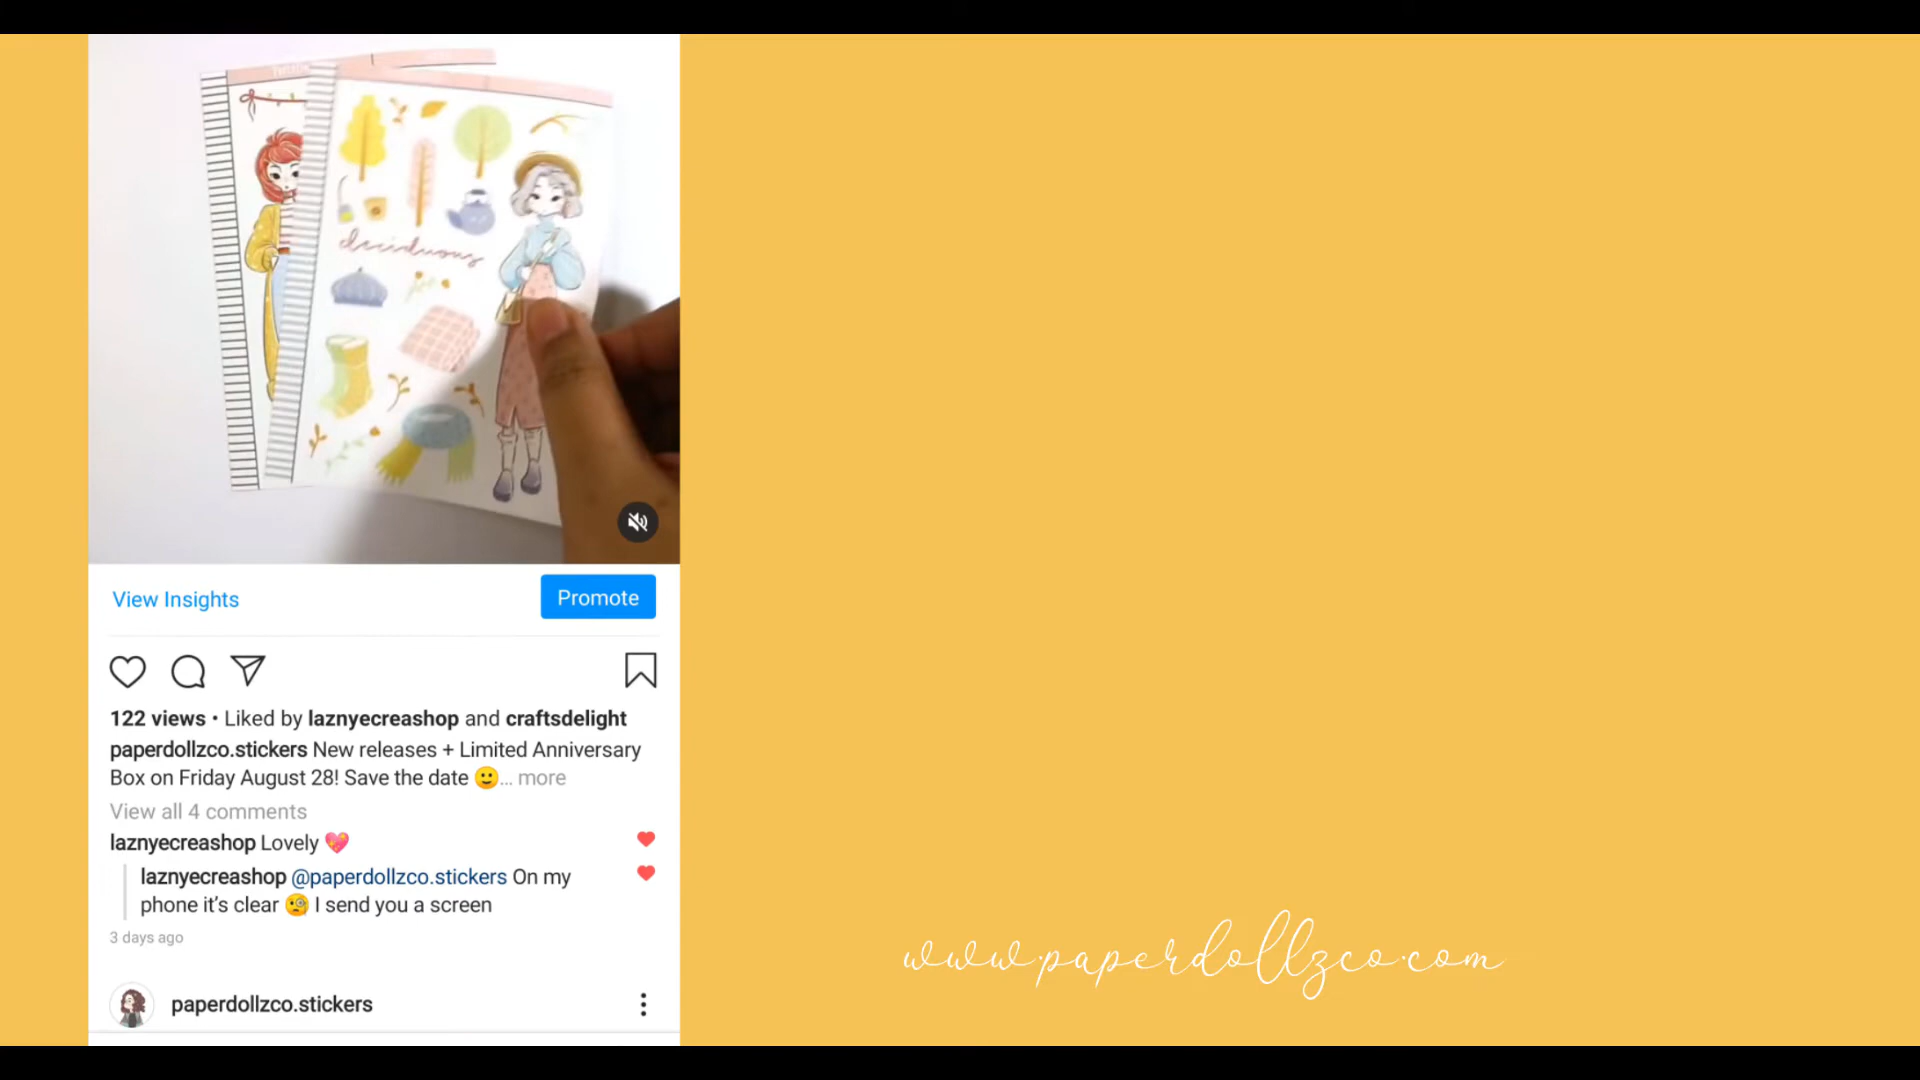 deciduous
View Insights
Promote
122 views • Liked by laznyecreashop and craftsdelight
paperdollzco.stickers New releases + Limited Anniversary
Box on Friday August 28! Save the date 🙂... more
View all 4 comments
laznyecreashop Lovely 💖
laznyecreashop @paperdollzco.stickers On my
phone it's clear 🧐 I send you a screen
3 days ago
paperdollzco.stickers
www.paperdollzco.com